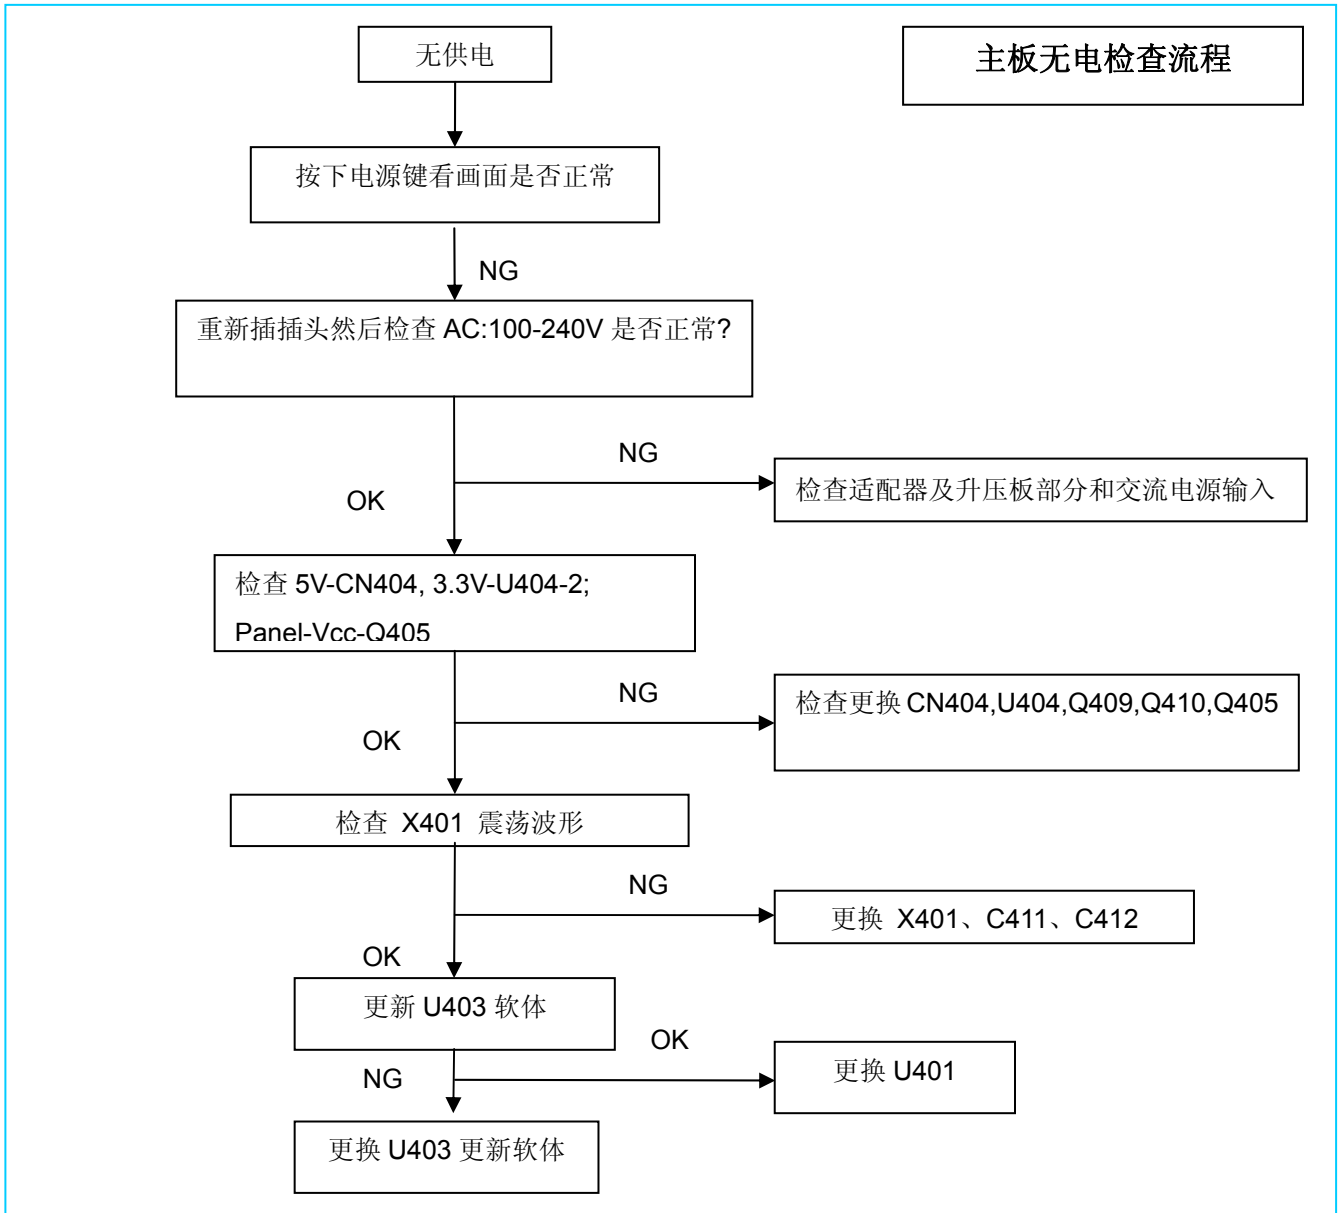 无供电
主板无电检查流程
按下电源键看画面是否正常
NG
重新插插头然后检查 AC:100-240V 是否正常?
NG
OK
检查适配器及升压板部分和交流电源输入
检查 5V-CN404, 3.3V-U404-2;
Panel-Vcc-Q405
NG
检查更换 CN404,U404,Q409,Q410,Q405
OK
检查 X401 震荡波形
NG
更换 X401、C411、C412
OK
更新 U403 软体
OK
更换 U401
NG
更换 U403 更新软体